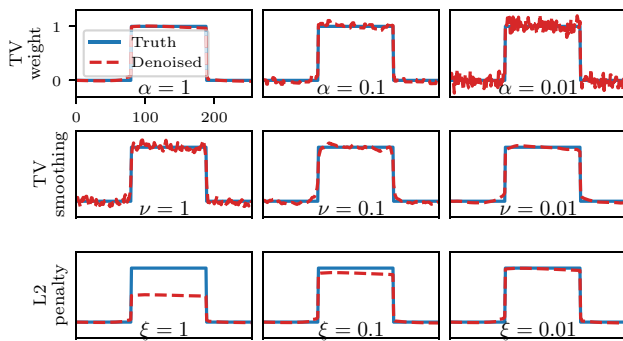 TV
weight
1
0
Truth
Denoised
α = 1
α = 0.1
α = 0.01
0
100
200
TV
smoothing
ν = 1
ν = 0.1
ν = 0.01
L2
penalty
ξ = 1
ξ = 0.1
ξ = 0.01